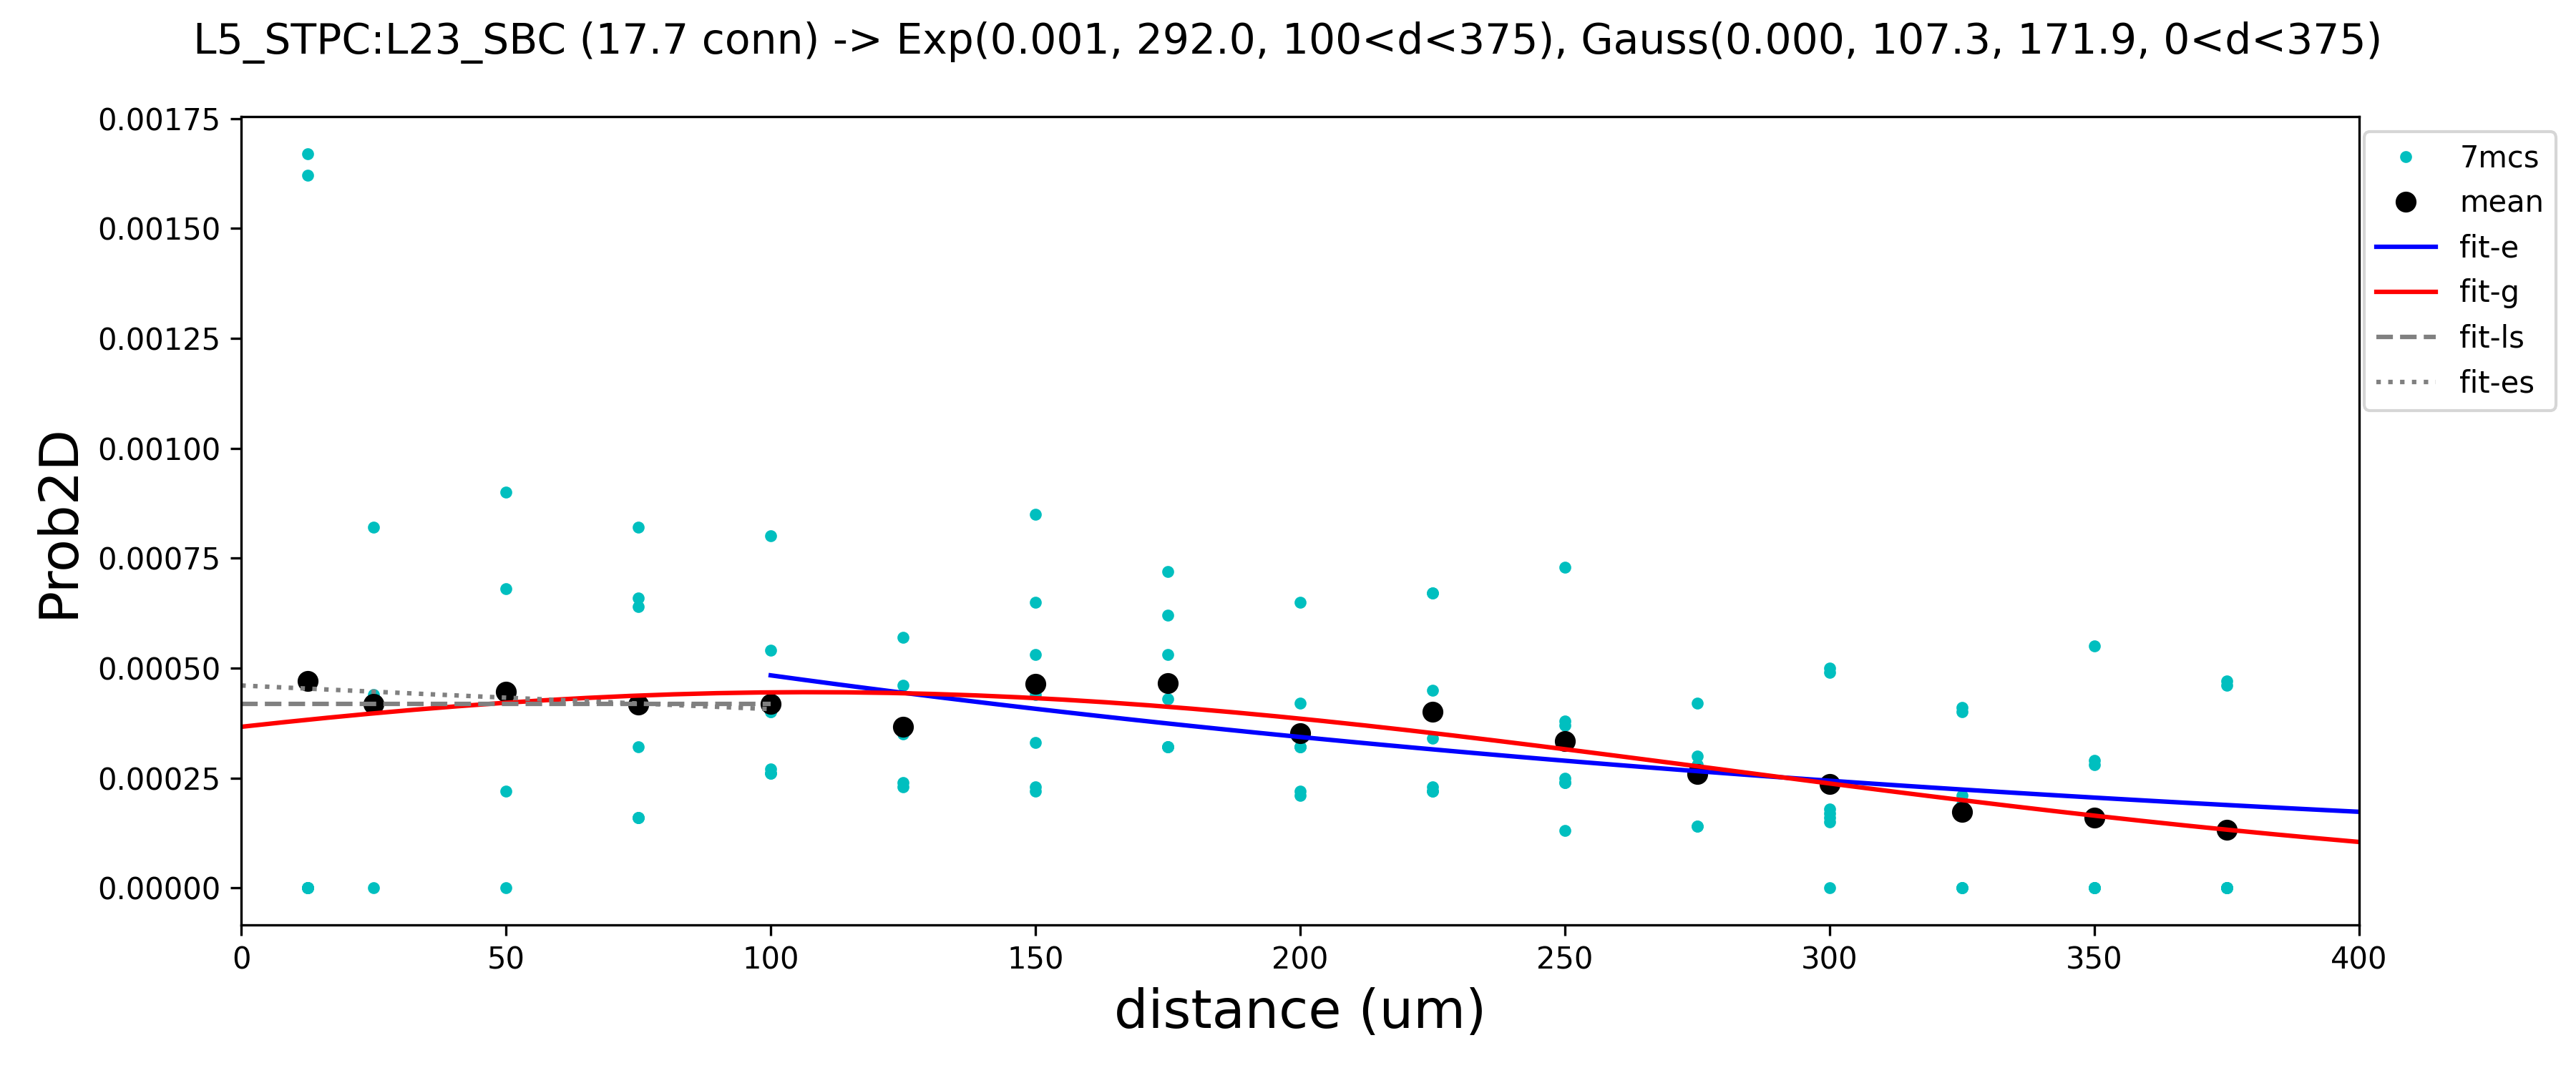 L5_STPC:L23_SBC (17.7 conn) -> Exp(0.001, 292.0, 100<d<375), Gauss(0.000, 107.3, 171.9, 0<d<375)
0.00175
0.00150
0.00125
0.00100
0.00075
0.00050
0.00025
0.00000
Prob2D
0 50 100 150 200 250 300 350 400
distance (um)
7mcs
mean
fit-e
fit-g
fit-ls
fit-es